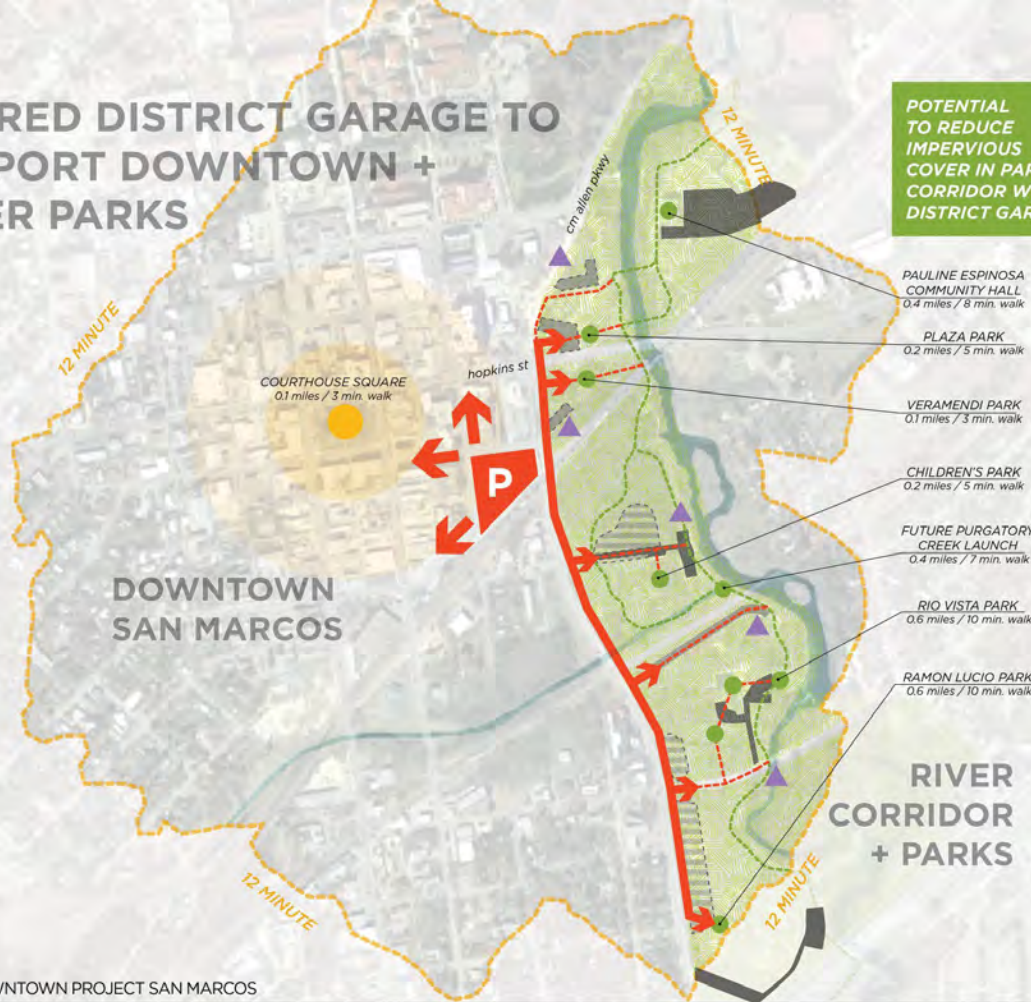 RED DISTRICT GARAGE TO
PORT DOWNTOWN +
ER PARKS
POTENTIAL
TO REDUCE
IMPERVIOUS
COVER IN PAR
CORRIDOR W
DISTRICT GAR
12 MINUTE
cm allen pkwy
12 MINUTE
hopkins st
COURTHOUSE SQUARE
0.1 miles / 3 min. walk
P
PAULINE ESPINOSA
COMMUNITY HALL
0.4 miles / 8 min. walk
PLAZA PARK
0.2 miles / 5 min. walk
VERAMENDI PARK
0.1 miles / 3 min. walk
CHILDREN'S PARK
0.2 miles / 5 min. walk
FUTURE PURGATORY
CREEK LAUNCH
0.4 miles / 7 min. walk
RIO VISTA PARK
0.6 miles / 10 min. walk
RAMON LUCIO PARK
0.6 miles / 10 min. walk
DOWNTOWN
SAN MARCOS
RIVER
CORRIDOR
+ PARKS
12 MINUTE
12 MINUTE
WNTOWN PROJECT SAN MARCOS